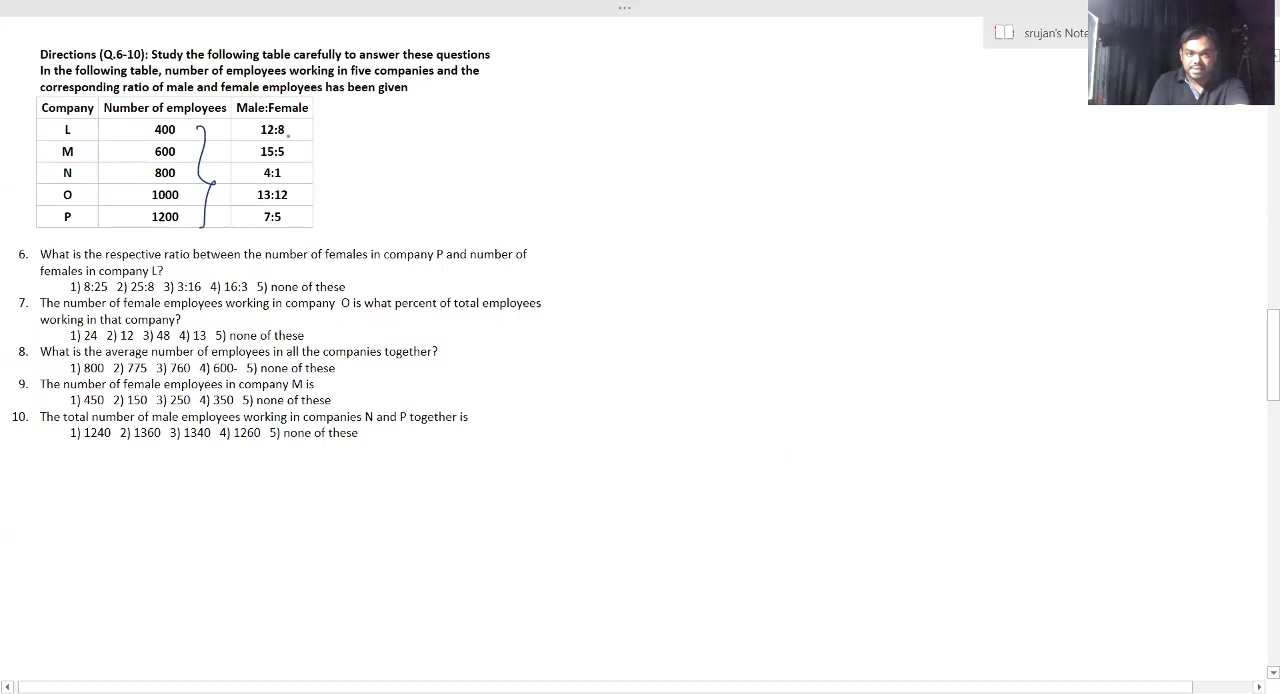 srujan's Note
Directions (Q.6-10): Study the following table carefully to answer these questions
In the following table, number of employees working in five companies and the
corresponding ratio of male and female employees has been given
Company Number of employees Male:Female
L 400 12:8
M 600 15:5
N 800 4:1
O 1000 13:12
P 1200 7:5
6. What is the respective ratio between the number of females in company P and number of
females in company L?
1) 8:25 2) 25:8 3) 3:16 4) 16:3 5) none of these
7. The number of female employees working in company O is what percent of total employees
working in that company?
1) 24 2) 12 3) 48 4) 13 5) none of these
8. What is the average number of employees in all the companies together?
1) 800 2) 775 3) 760 4) 600- 5) none of these
9. The number of female employees in company M is
1) 450 2) 150 3) 250 4) 350 5) none of these
10. The total number of male employees working in companies N and P together is
1) 1240 2) 1360 3) 1340 4) 1260 5) none of these